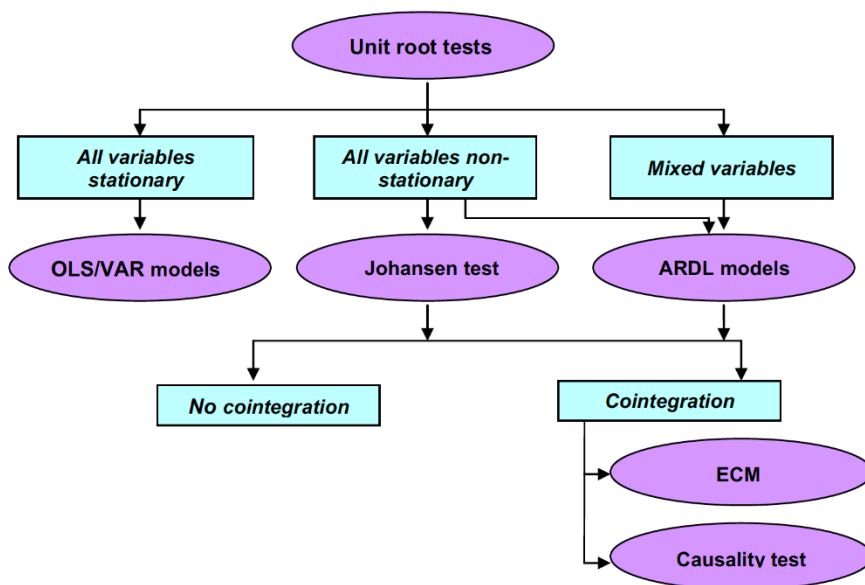 Unit root tests
All variables
stationary
All variables non-
stationary
Mixed variables
OLS/VAR models
Johansen test
ARDL models
No cointegration
Cointegration
ECM
Causality test